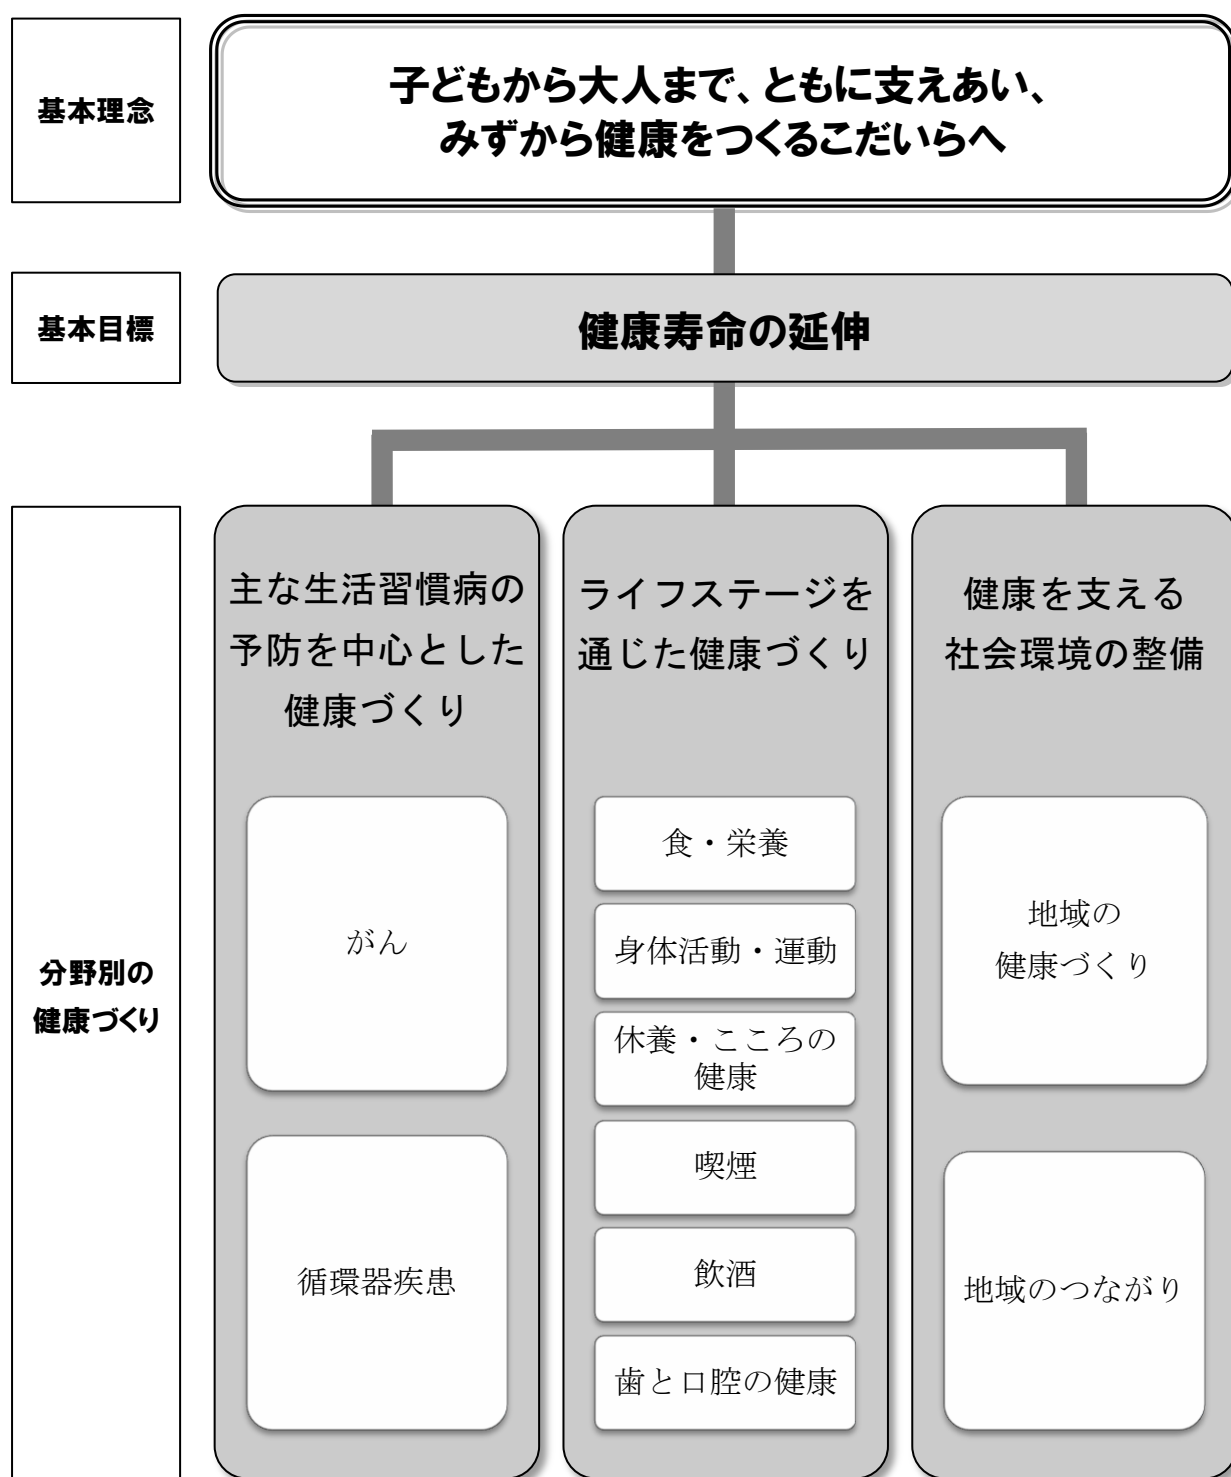 基本理念
子どもから大人まで、ともに支えあい、
みずから健康をつくるこだいらへ
基本目標
健康寿命の延伸
分野別の
健康づくり
主な生活習慣病の
予防を中心とした
健康づくり
がん
循環器疾患
ライフステージを
通じた健康づくり
食・栄養
身体活動・運動
休養・こころの
健康
喫煙
飲酒
歯と口腔の健康
健康を支える
社会環境の整備
地域の
健康づくり
地域のつながり